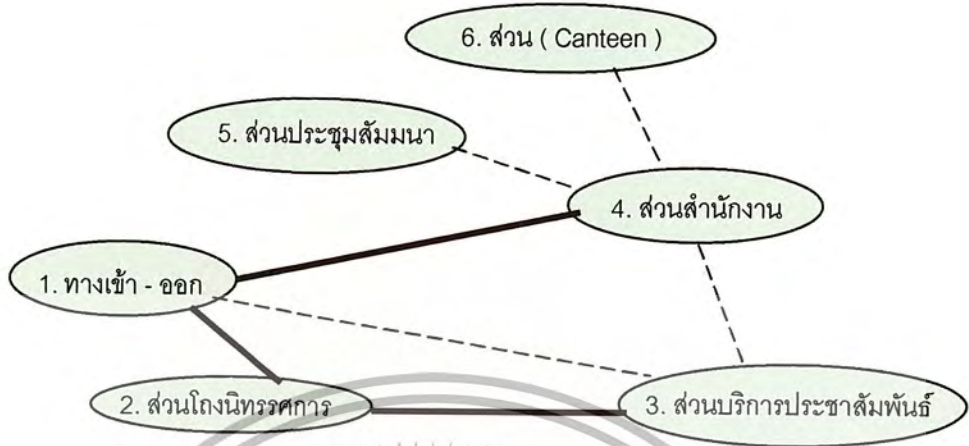 6. ส่วน ( Canteen )
5. ส่วนประชุมสัมมนา
4. ส่วนสำนักงาน
1. ทางเข้า - ออก
2. ส่วนโถงนิทรรศการ
3. ส่วนบริการประชาสัมพันธ์